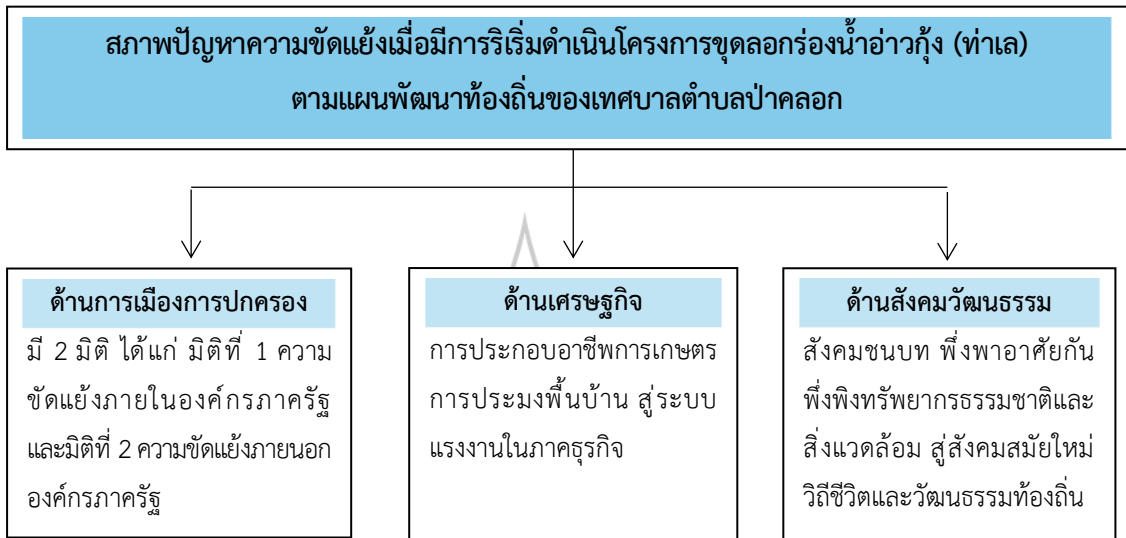 สภาพปัญหาความขัดแย้งเมื่อมีการริเริ่มดำเนินโครงการขุดลอกร่องน้ำอ่าวกุ้ง (ท่าเล)
ตามแผนพัฒนาท้องถิ่นของเทศบาลตำบลป่าคลอก
ด้านการเมืองการปกครอง
มี 2 มิติ ได้แก่ มิติที่ 1 ความ
ขัดแย้งภายในองค์กรภาครัฐ
และมิติที่ 2 ความขัดแย้งภายนอก
องค์กรภาครัฐ
ด้านเศรษฐกิจ
การประกอบอาชีพการเกษตร
การประมงพื้นบ้าน สู่ระบบ
แรงงานในภาคธุรกิจ
ด้านสังคมวัฒนธรรม
สังคมชนบท พึ่งพาอาศัยกัน
พึ่งพิงทรัพยากรธรรมชาติและ
สิ่งแวดล้อม สู่สังคมสมัยใหม่
วิถีชีวิตและวัฒนธรรมท้องถิ่น